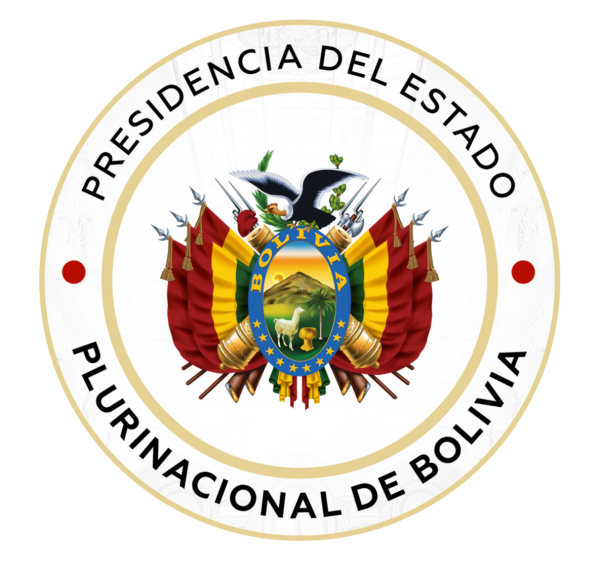 PRESIDENCIA DEL ESTADO
PLURINACIONAL DE BOLIVIA
BOLIVIA